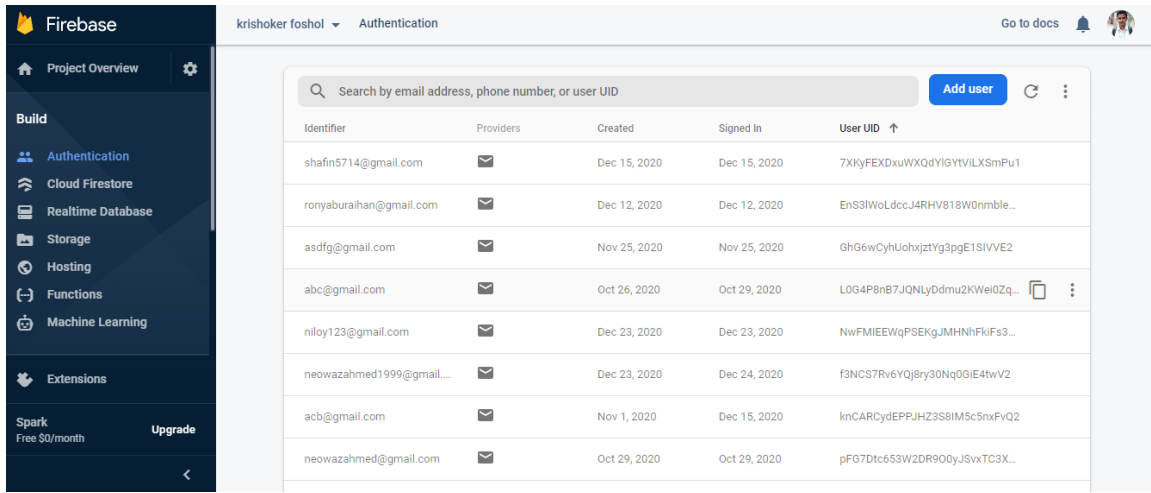 Firebase
krishoker foshol Authentication Go to docs
Project Overview
Build
Authentication
Cloud Firestore
Realtime Database
Storage
Hosting
Functions
Machine Learning
Extensions
Spark
Free $0/month
Upgrade
Search by email address, phone number, or user UID Add user
Identifier Providers Created Signed In User UID
shafin5714@gmail.com Dec 15, 2020 Dec 15, 2020 7XKyFEXDxuWXQdYlGYtViLXSmPu1
ronyaburaihan@gmail.com Dec 12, 2020 Dec 12, 2020 EnS3lWoLdccJ4RHV818W0nmble...
asdfg@gmail.com Nov 25, 2020 Nov 25, 2020 GhG6wCyhUohxjztYg3pgE1SIVVE2
abc@gmail.com Oct 26, 2020 Oct 29, 2020 L0G4P8nB7JQNLyDdmu2KWei0Zq...
niloy123@gmail.com Dec 23, 2020 Dec 23, 2020 NwFMIEEWqPSEKgJMHNhFkiFs3...
neowazahmed1999@gmail.... Dec 23, 2020 Dec 24, 2020 f3NCS7Rv6YQj8ry30Nq0GiE4twV2
acb@gmail.com Nov 1, 2020 Dec 15, 2020 knCARCydEPPJHZ3S8IM5c5nxFvQ2
neowazahmed@gmail.com Oct 29, 2020 Oct 29, 2020 pFG7Dtc653W2DR9O0yJSvxTC3X...